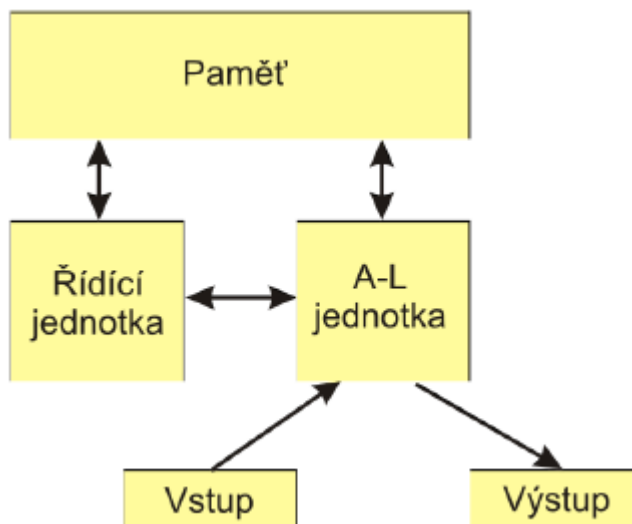 Paměť
Řídící
jednotka
A-L
jednotka
Vstup
Výstup